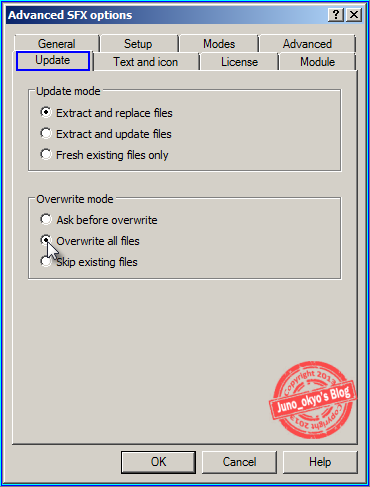 Advanced SFX options
General Setup Modes Advanced
Update Text and icon License Module
Update mode
Extract and replace files
Extract and update files
Fresh existing files only
Overwrite mode
Ask before overwrite
Overwrite all files
Skip existing files
Copyright 2013
Juno_okyo's Blog
Copyright 2013
OK Cancel Help